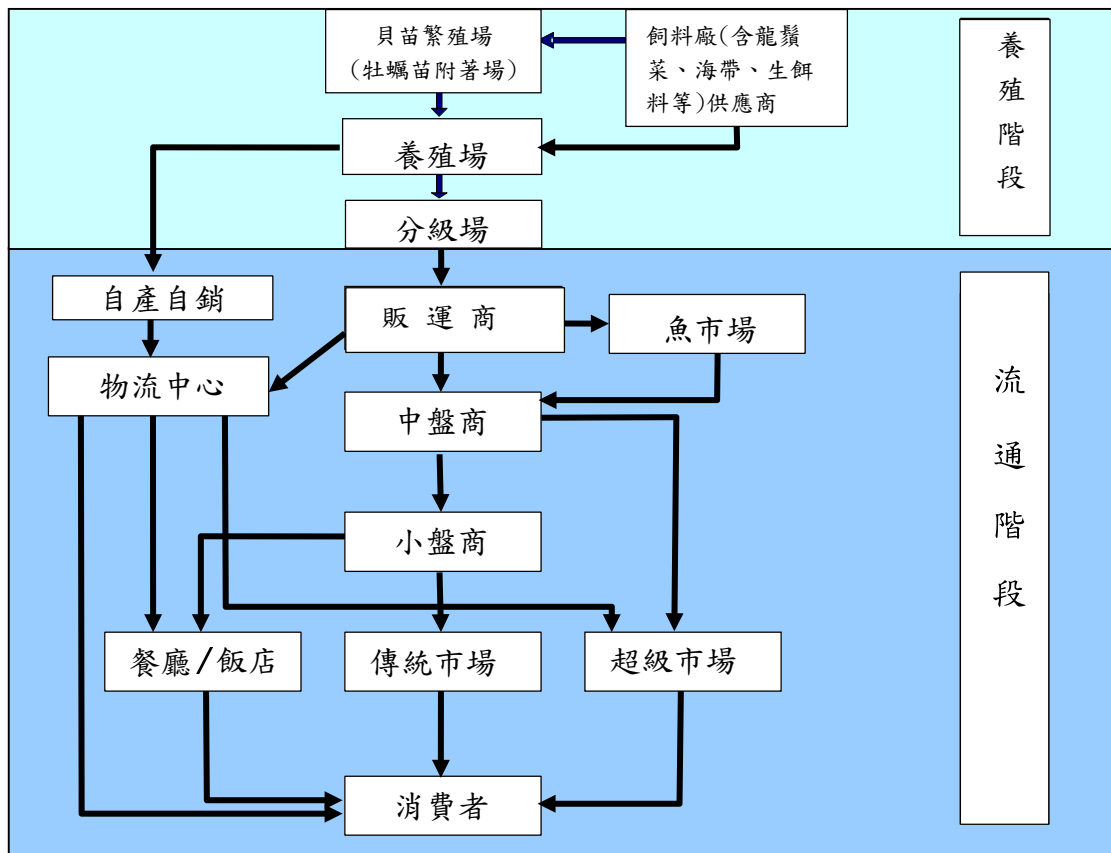 貝苗繁殖場
(牡蠣苗附著場)
飼料廠(含龍鬚
菜、海帶、生餌
料等)供應商
養殖階段
養殖場
分級場
自產自銷
販運商
魚市場
物流中心
中盤商
流通階段
小盤商
餐廳/飯店
傳統市場
超級市場
消費者